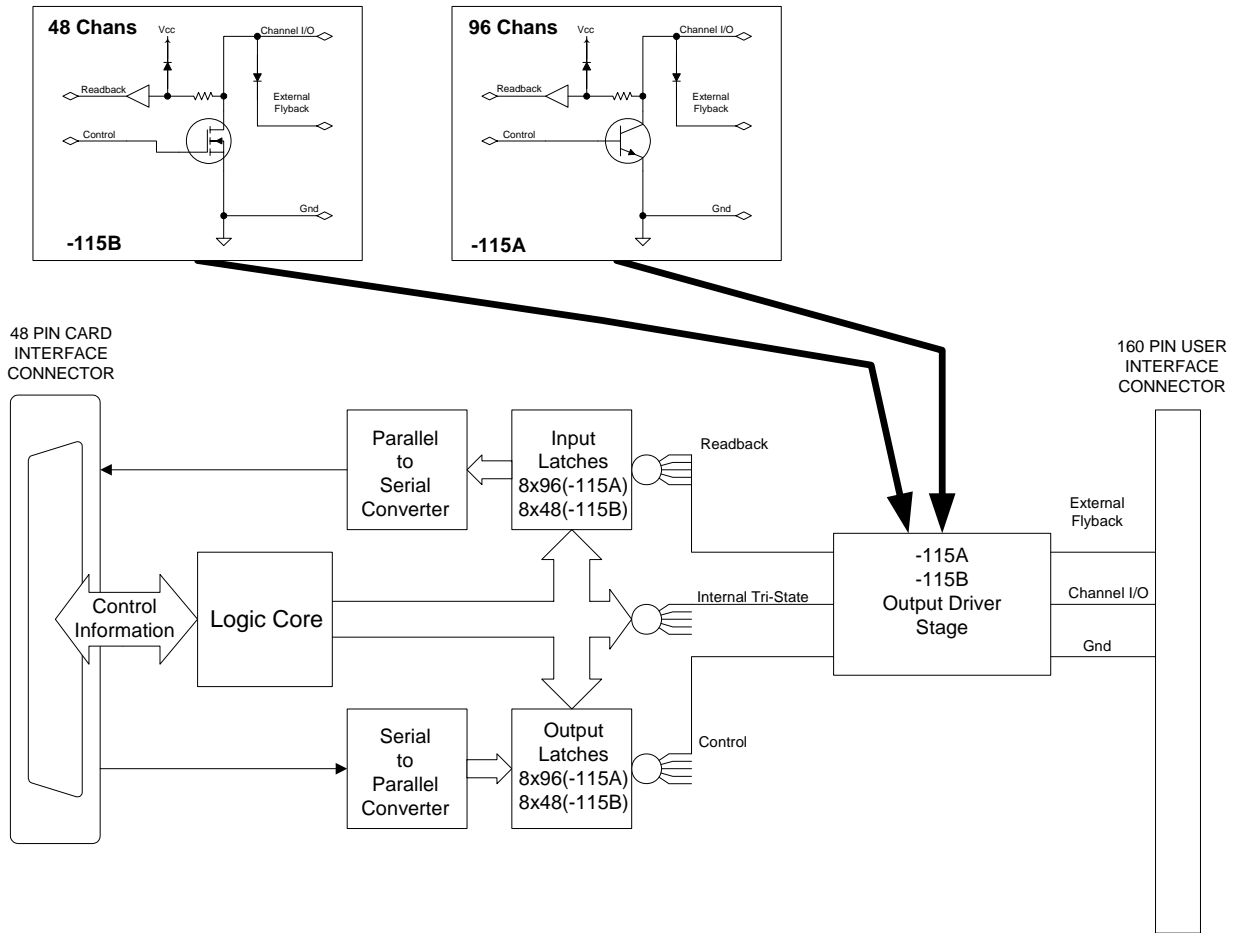 48 Chans
Vcc
Channel I/O
Readback
External
Flyback
Control
Gnd
-115B
96 Chans
Vcc
Channel I/O
Readback
External
Flyback
Control
Gnd
-115A
48 PIN CARD
INTERFACE
CONNECTOR
160 PIN USER
INTERFACE
CONNECTOR
Parallel
to
Serial
Converter
Input
Latches
8x96(-115A)
8x48(-115B)
Readback
External
Flyback
-115A
-115B
Output Driver
Stage
Control
Information
Logic Core
Internal Tri-State
Channel I/O
Gnd
Serial
to
Parallel
Converter
Output
Latches
8x96(-115A)
8x48(-115B)
Control